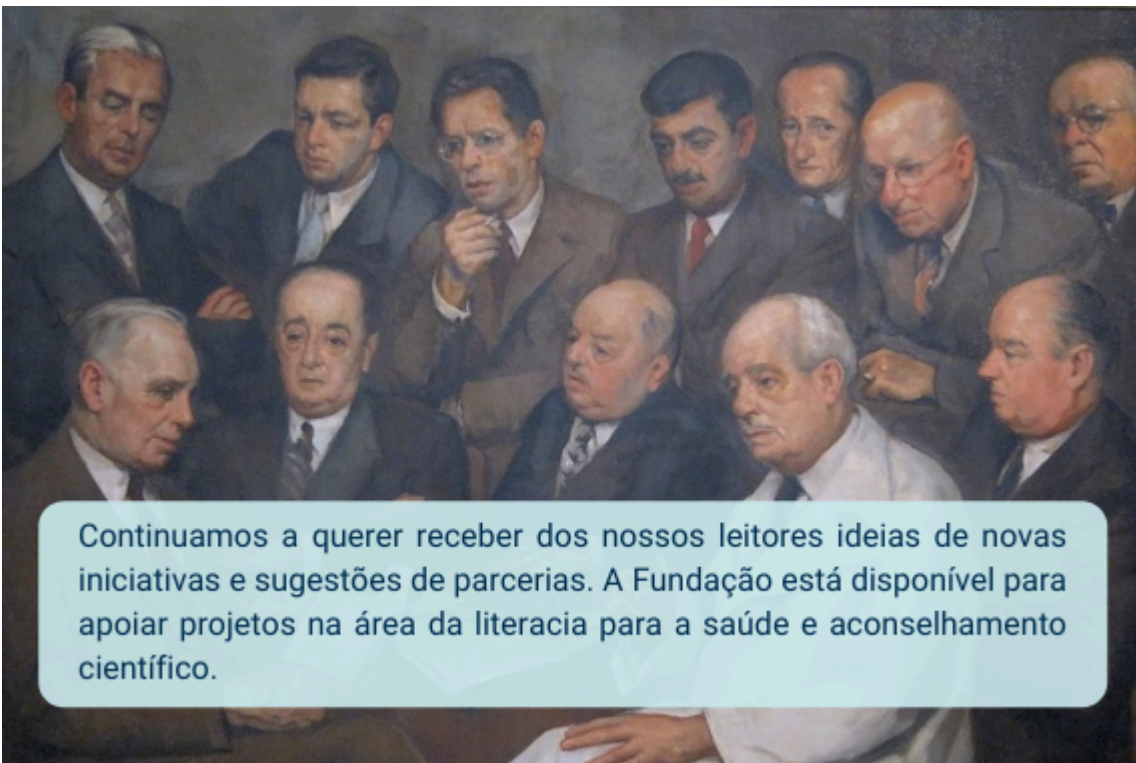 Continuamos a querer receber dos nossos leitores ideias de novas
iniciativas e sugestões de parcerias. A Fundação está disponível para
apoiar projetos na área da literacia para a saúde e aconselhamento
científico.